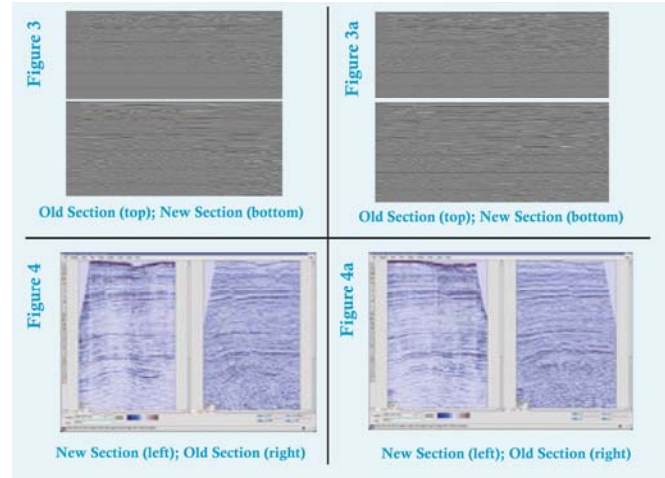 Figure 3
Old Section (top); New Section (bottom)
Figure 3a
Old Section (top); New Section (bottom)
Figure 4
New Section (left); Old Section (right)
Figure 4a
New Section (left); Old Section (right)